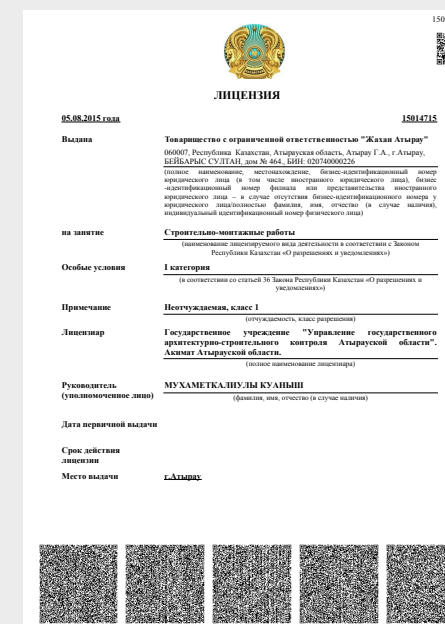 150
ЛИЦЕНЗИЯ
05.08.2015 года 15014715
Выдана Товарищество с ограниченной ответственностью "Жахан Атырау"
060007, Республика Казахстан, Атырауская область, Атырау Г.А., г.Атырау,
БЕЙБАРЫС СУЛТАН, дом № 464., БИН: 020740000226
(полное наименование, местонахождение, бизнес-идентификационный номер
юридического лица (в том числе иностранного юридического лица), бизнес
-идентификационный номер филиала или представительства иностранного
юридического лица – в случае отсутствия бизнес-идентификационного номера у
юридического лица/полностью фамилия, имя, отчество (в случае наличия),
индивидуальный идентификационный номер физического лица)
на занятие Строительно-монтажные работы
(наименование лицензируемого вида деятельности в соответствии с Законом
Республики Казахстан «О разрешениях и уведомлениях»)
Особые условия I категория
(в соответствии со статьей 36 Закона Республики Казахстан «О разрешениях и
уведомлениях»)
Примечание Неотчуждаемая, класс 1
(отчуждаемость, класс разрешения)
Лицензиар Государственное учреждение "Управление государственного
архитектурно-строительного контроля Атырауской области".
Акимат Атырауской области.
(полное наименование лицензиара)
Руководитель МУХАМЕТКАЛИУЛЫ КУАНЫШ
(уполномоченное лицо) (фамилия, имя, отчество (в случае наличия)
Дата первичной выдачи
Срок действия
лицензии
Место выдачи г.Атырау